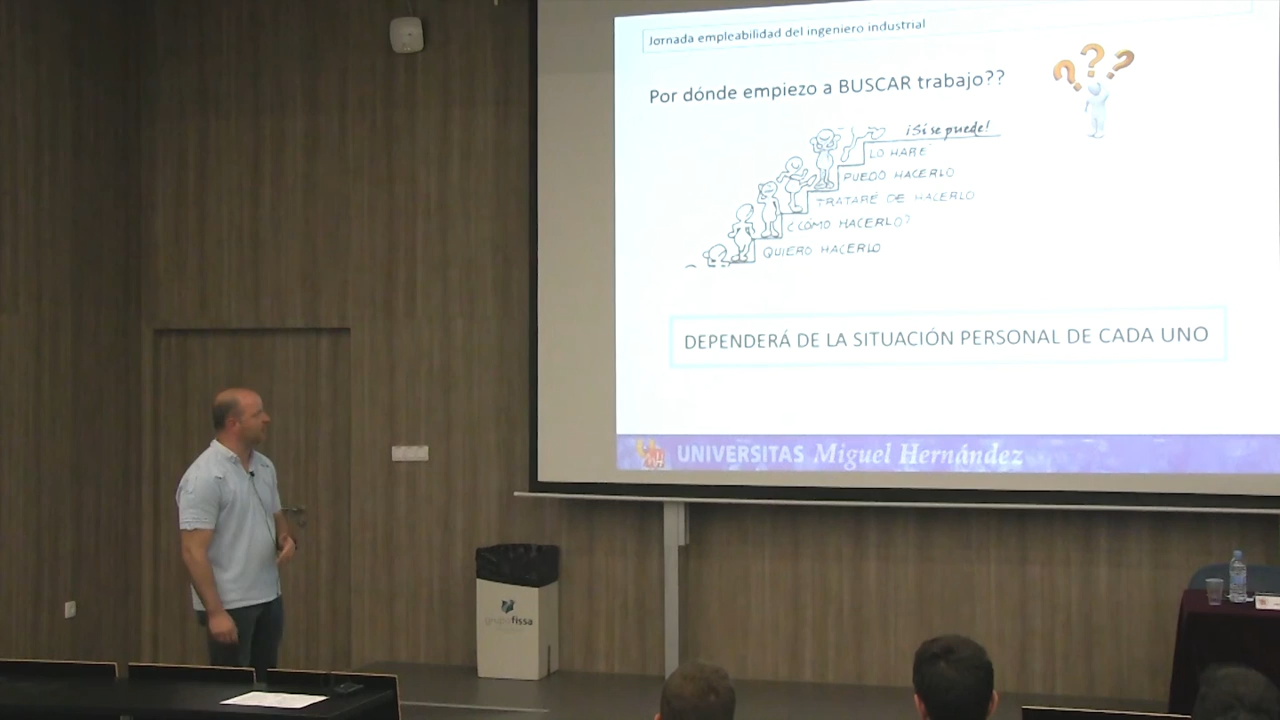 Jornada empleabilidad del ingeniero industrial
Por dónde empiezo a BUSCAR trabajo??
¡Sí se puede!
LO HARÉ
PUEDO HACERLO
TRATARÉ DE HACERLO
¿CÓMO HACERLO?
QUIERO HACERLO
DEPENDERÁ DE LA SITUACIÓN PERSONAL DE CADA UNO
UNIVERSITAS Miguel Hernández
grupofissa